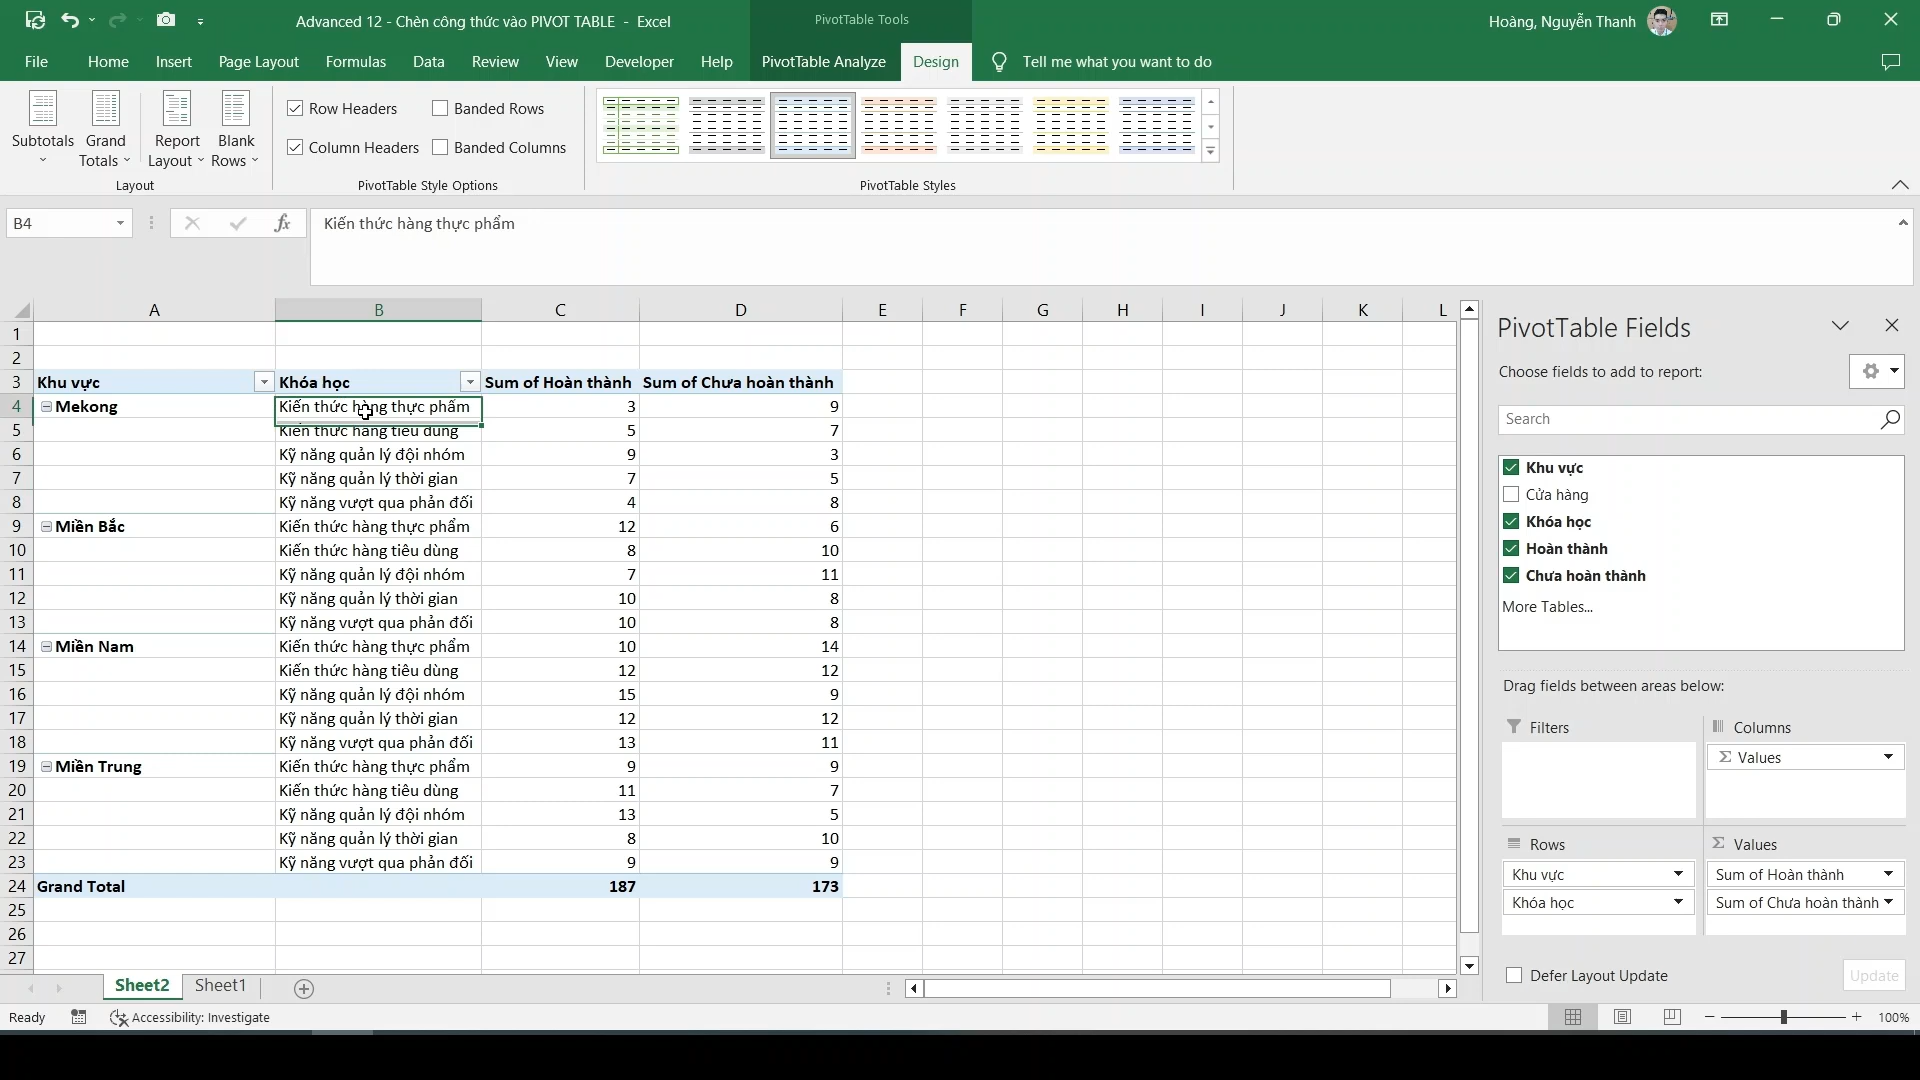 Advanced 12 - Chèn công thức vào PIVOT TABLE - Excel
PivotTable Tools
Hoàng, Nguyễn Thanh
File Home Insert Page Layout Formulas Data Review View Developer Help PivotTable Analyze Design Tell me what you want to do
Subtotals
Grand Totals
Report Layout
Blank Rows
Layout
Row Headers
Banded Rows
Column Headers
Banded Columns
PivotTable Style Options
PivotTable Styles
B4
fx
Kiến thức hàng thực phẩm
A B C D E F G H I J K L
1
2
3 Khu vực Khóa học Sum of Hoàn thành Sum of Chưa hoàn thành
4 Mekong Kiến thức hàng thực phẩm 3 9
5 Kiến thức hàng tiêu dùng 5 7
6 Kỹ năng quản lý đội nhóm 9 3
7 Kỹ năng quản lý thời gian 7 5
8 Kỹ năng vượt qua phản đối 4 8
9 Miền Bắc Kiến thức hàng thực phẩm 12 6
10 Kiến thức hàng tiêu dùng 8 10
11 Kỹ năng quản lý đội nhóm 7 11
12 Kỹ năng quản lý thời gian 10 8
13 Kỹ năng vượt qua phản đối 10 8
14 Miền Nam Kiến thức hàng thực phẩm 10 14
15 Kiến thức hàng tiêu dùng 12 12
16 Kỹ năng quản lý đội nhóm 15 9
17 Kỹ năng quản lý thời gian 12 12
18 Kỹ năng vượt qua phản đối 13 11
19 Miền Trung Kiến thức hàng thực phẩm 9 9
20 Kiến thức hàng tiêu dùng 11 7
21 Kỹ năng quản lý đội nhóm 13 5
22 Kỹ năng quản lý thời gian 8 10
23 Kỹ năng vượt qua phản đối 9 9
24 Grand Total 187 173
25
26
27
PivotTable Fields
Choose fields to add to report:
Search
Khu vực
Cửa hàng
Khóa học
Hoàn thành
Chưa hoàn thành
More Tables...
Drag fields between areas below:
Filters
Columns
Σ Values
Rows
Σ Values
Khu vực
Sum of Hoàn thành
Khóa học
Sum of Chưa hoàn thành
Defer Layout Update
Update
Sheet2 Sheet1
Ready
Accessibility: Investigate
100%